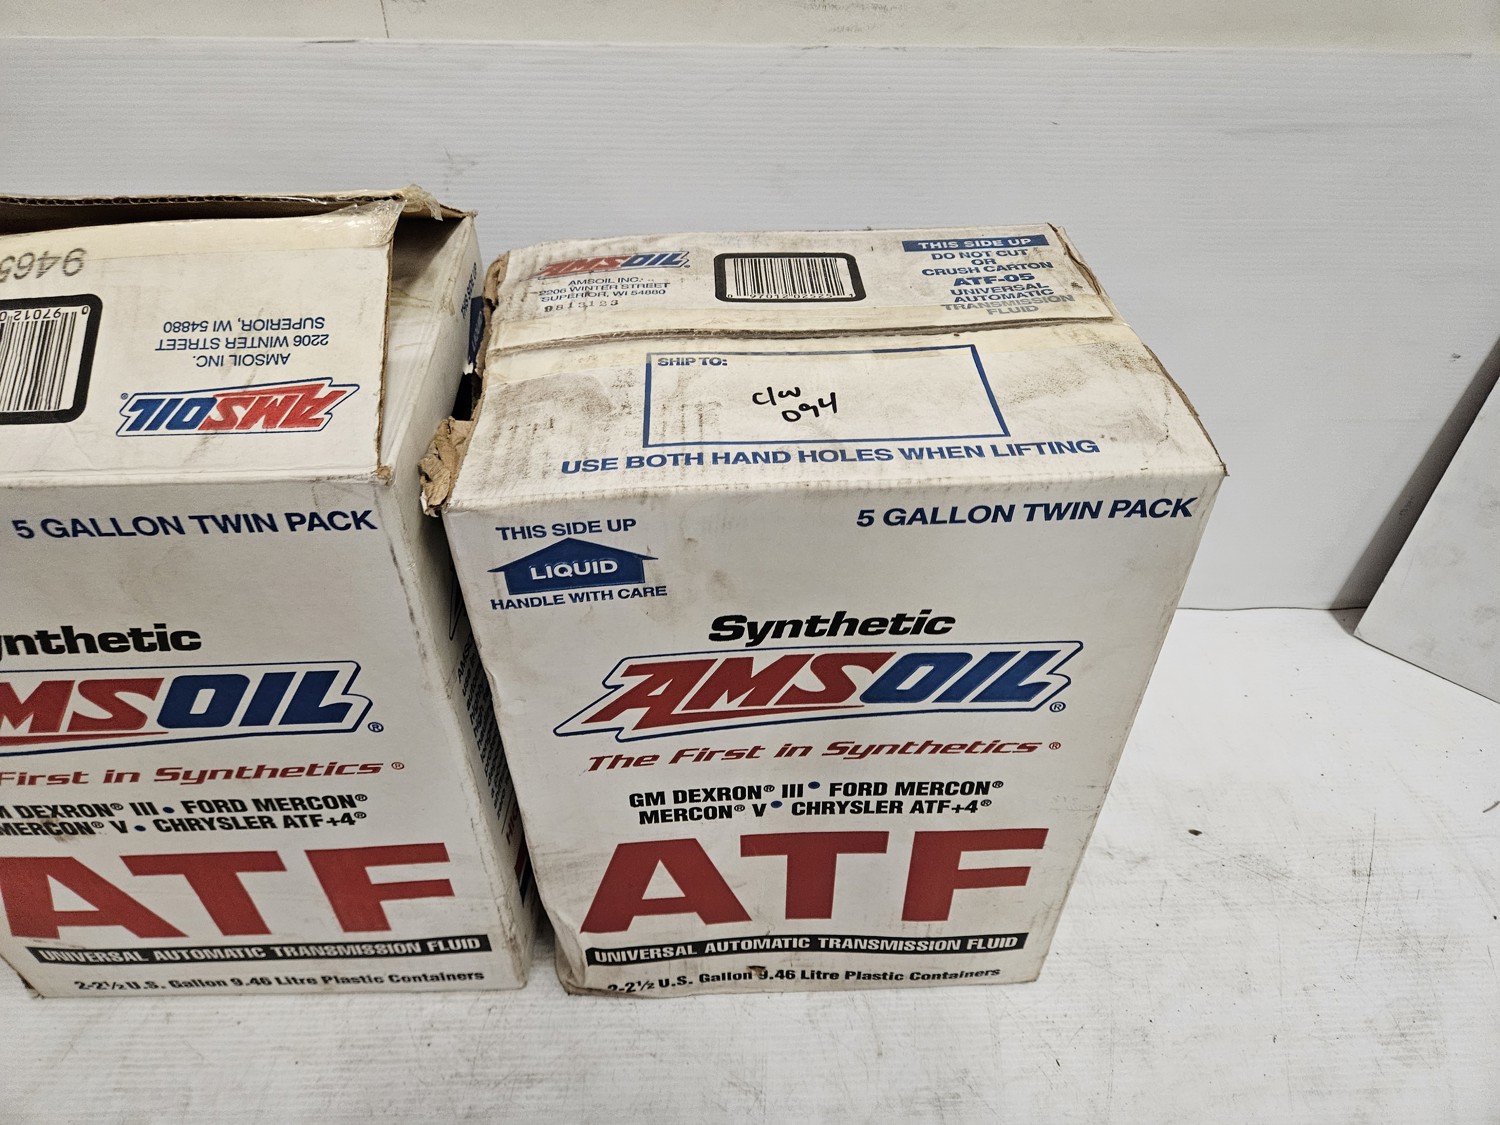 9465
AMSOIL INC.
2206 WINTER STREET
SUPERIOR, WI 54880
AMSOIL
5 GALLON TWIN PACK
AMSOIL®
First in Synthetics®
DEXRON® III • FORD MERCON®
MERCON® V • CHRYSLER ATF+4®
ATF
UNIVERSAL AUTOMATIC TRANSMISSION FLUID
2-2½ U.S. Gallon 9.46 Litre Plastic Containers
AMSOIL
AMSOIL INC.
2206 WINTER STREET
SUPERIOR, WI 54880
THIS SIDE UP
DO NOT CUT
OR
CRUSH CARTON
ATF-05
UNIVERSAL
AUTOMATIC
TRANSMISSION
FLUID
SHIP TO:
c/w
094
USE BOTH HAND HOLES WHEN LIFTING
5 GALLON TWIN PACK
THIS SIDE UP
LIQUID
HANDLE WITH CARE
Synthetic
AMSOIL®
The First in Synthetics®
GM DEXRON® III • FORD MERCON®
MERCON® V • CHRYSLER ATF+4®
ATF
UNIVERSAL AUTOMATIC TRANSMISSION FLUID
2-2½ U.S. Gallon 9.46 Litre Plastic Containers